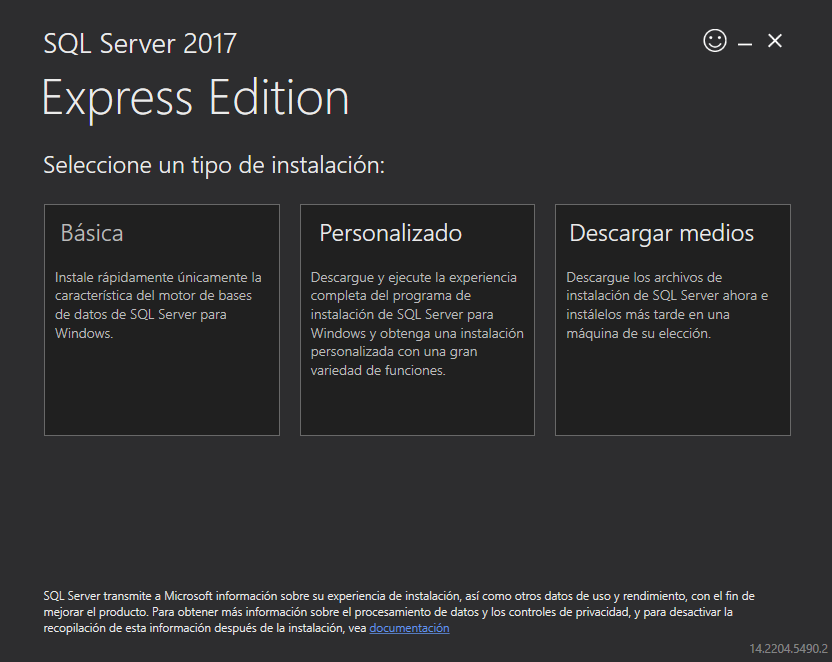 SQL Server 2017
Express Edition
Seleccione un tipo de instalación:
Básica
Instale rápidamente únicamente la
característica del motor de bases
de datos de SQL Server para
Windows.
Personalizado
Descargue y ejecute la experiencia
completa del programa de
instalación de SQL Server para
Windows y obtenga una instalación
personalizada con una gran
variedad de funciones.
Descargar medios
Descargue los archivos de
instalación de SQL Server ahora e
instálelos más tarde en una
máquina de su elección.
SQL Server transmite a Microsoft información sobre su experiencia de instalación, así como otros datos de uso y rendimiento, con el fin de
mejorar el producto. Para obtener más información sobre el procesamiento de datos y los controles de privacidad, y para desactivar la
recopilación de esta información después de la instalación, vea documentación
14.2204.5490.2